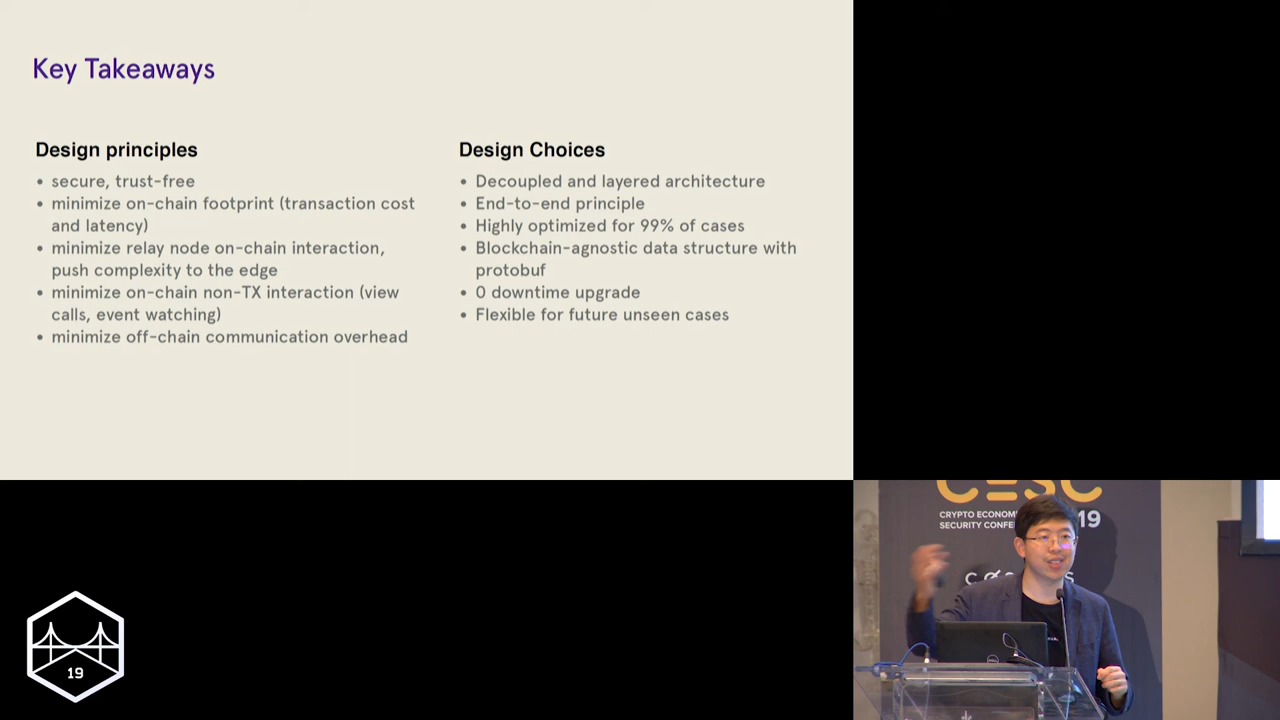 Key Takeaways
Design principles
• secure, trust-free
• minimize on-chain footprint (transaction cost
and latency)
• minimize relay node on-chain interaction,
push complexity to the edge
• minimize on-chain non-TX interaction (view
calls, event watching)
• minimize off-chain communication overhead
Design Choices
• Decoupled and layered architecture
• End-to-end principle
• Highly optimized for 99% of cases
• Blockchain-agnostic data structure with
protobuf
• 0 downtime upgrade
• Flexible for future unseen cases
CESC
CRYPTO ECONOM
SECURITY CONFE
19
19